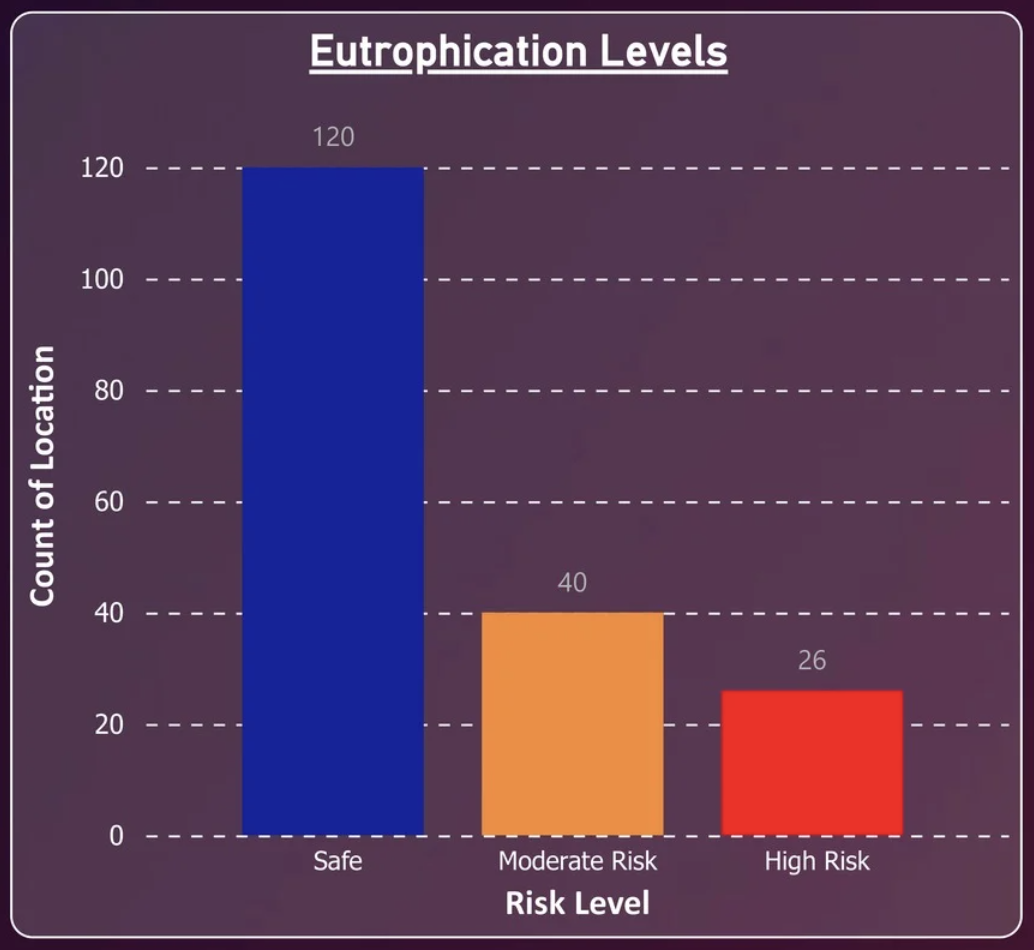 Eutrophication Levels
120
120
100
80
60
40
40
26
20
0
Safe
Moderate Risk
High Risk
Risk Level
Count of Location